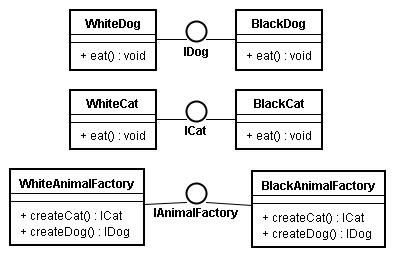 WhiteDog
BlackDog
+ eat() : void
IDog
+ eat() : void
WhiteCat
BlackCat
+ eat() : void
ICat
+ eat() : void
WhiteAnimalFactory
BlackAnimalFactory
IAnimalFactory
+ createCat() : ICat
+ createDog() : IDog
+ createCat() : ICat
+ createDog() : IDog